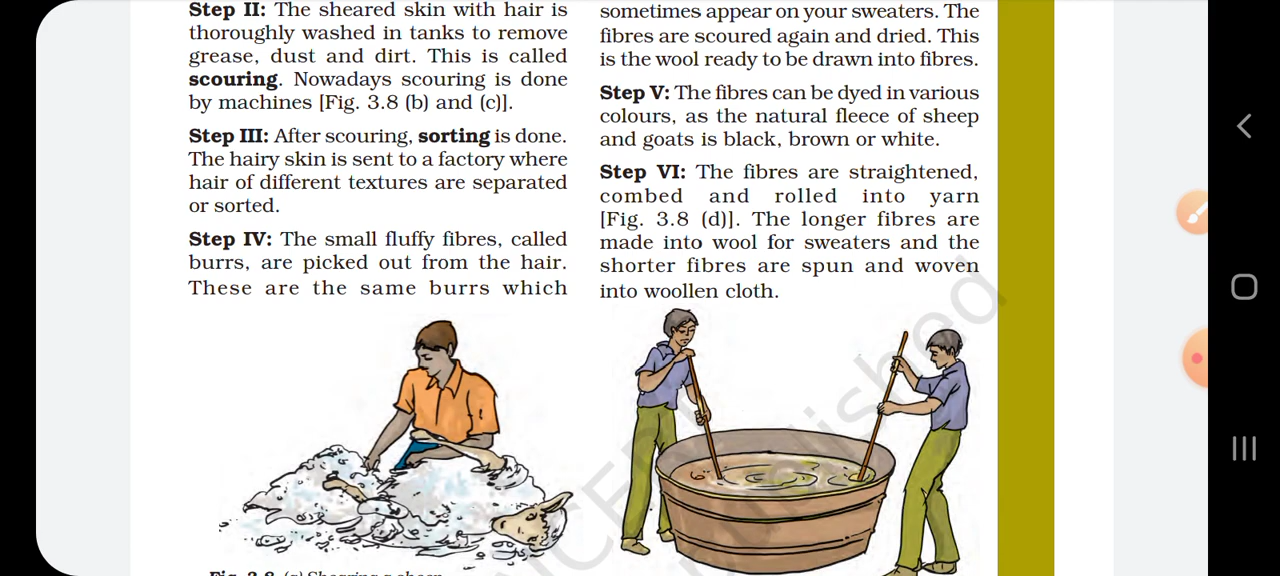 Step II: The sheared skin with hair is
thoroughly washed in tanks to remove
grease, dust and dirt. This is called
scouring. Nowadays scouring is done
by machines [Fig. 3.8 (b) and (c)].
Step III: After scouring, sorting is done.
The hairy skin is sent to a factory where
hair of different textures are separated
or sorted.
Step IV: The small fluffy fibres, called
burrs, are picked out from the hair.
These are the same burrs which
sometimes appear on your sweaters. The
fibres are scoured again and dried. This
is the wool ready to be drawn into fibres.
Step V: The fibres can be dyed in various
colours, as the natural fleece of sheep
and goats is black, brown or white.
Step VI: The fibres are straightened,
combed and rolled into yarn
[Fig. 3.8 (d)]. The longer fibres are
made into wool for sweaters and the
shorter fibres are spun and woven
into woollen cloth.
Fig. 3.8 (a) Shearing a sheep